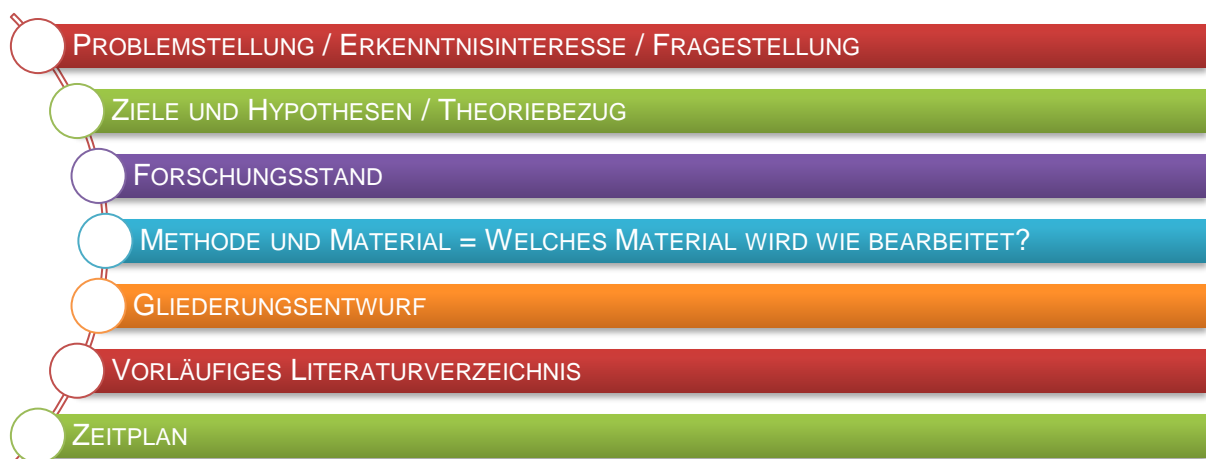 PROBLEMSTELLUNG / ERKENNTNISINTERESSE / FRAGESTELLUNG
ZIELE UND HYPOTHESEN / THEORIEBEZUG
FORSCHUNGSSTAND
METHODE UND MATERIAL = WELCHES MATERIAL WIRD WIE BEARBEITET?
GLIEDERUNGSENTWURF
VORLÄUFIGES LITERATURVERZEICHNIS
ZEITPLAN